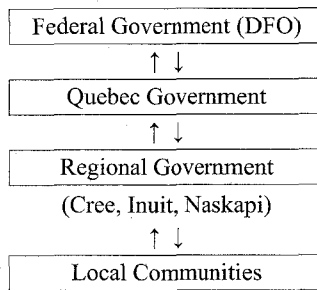 Federal Government (DFO)
↑ ↓
Quebec Government
↑ ↓
Regional Government
(Cree, Inuit, Naskapi)
↑ ↓
Local Communities